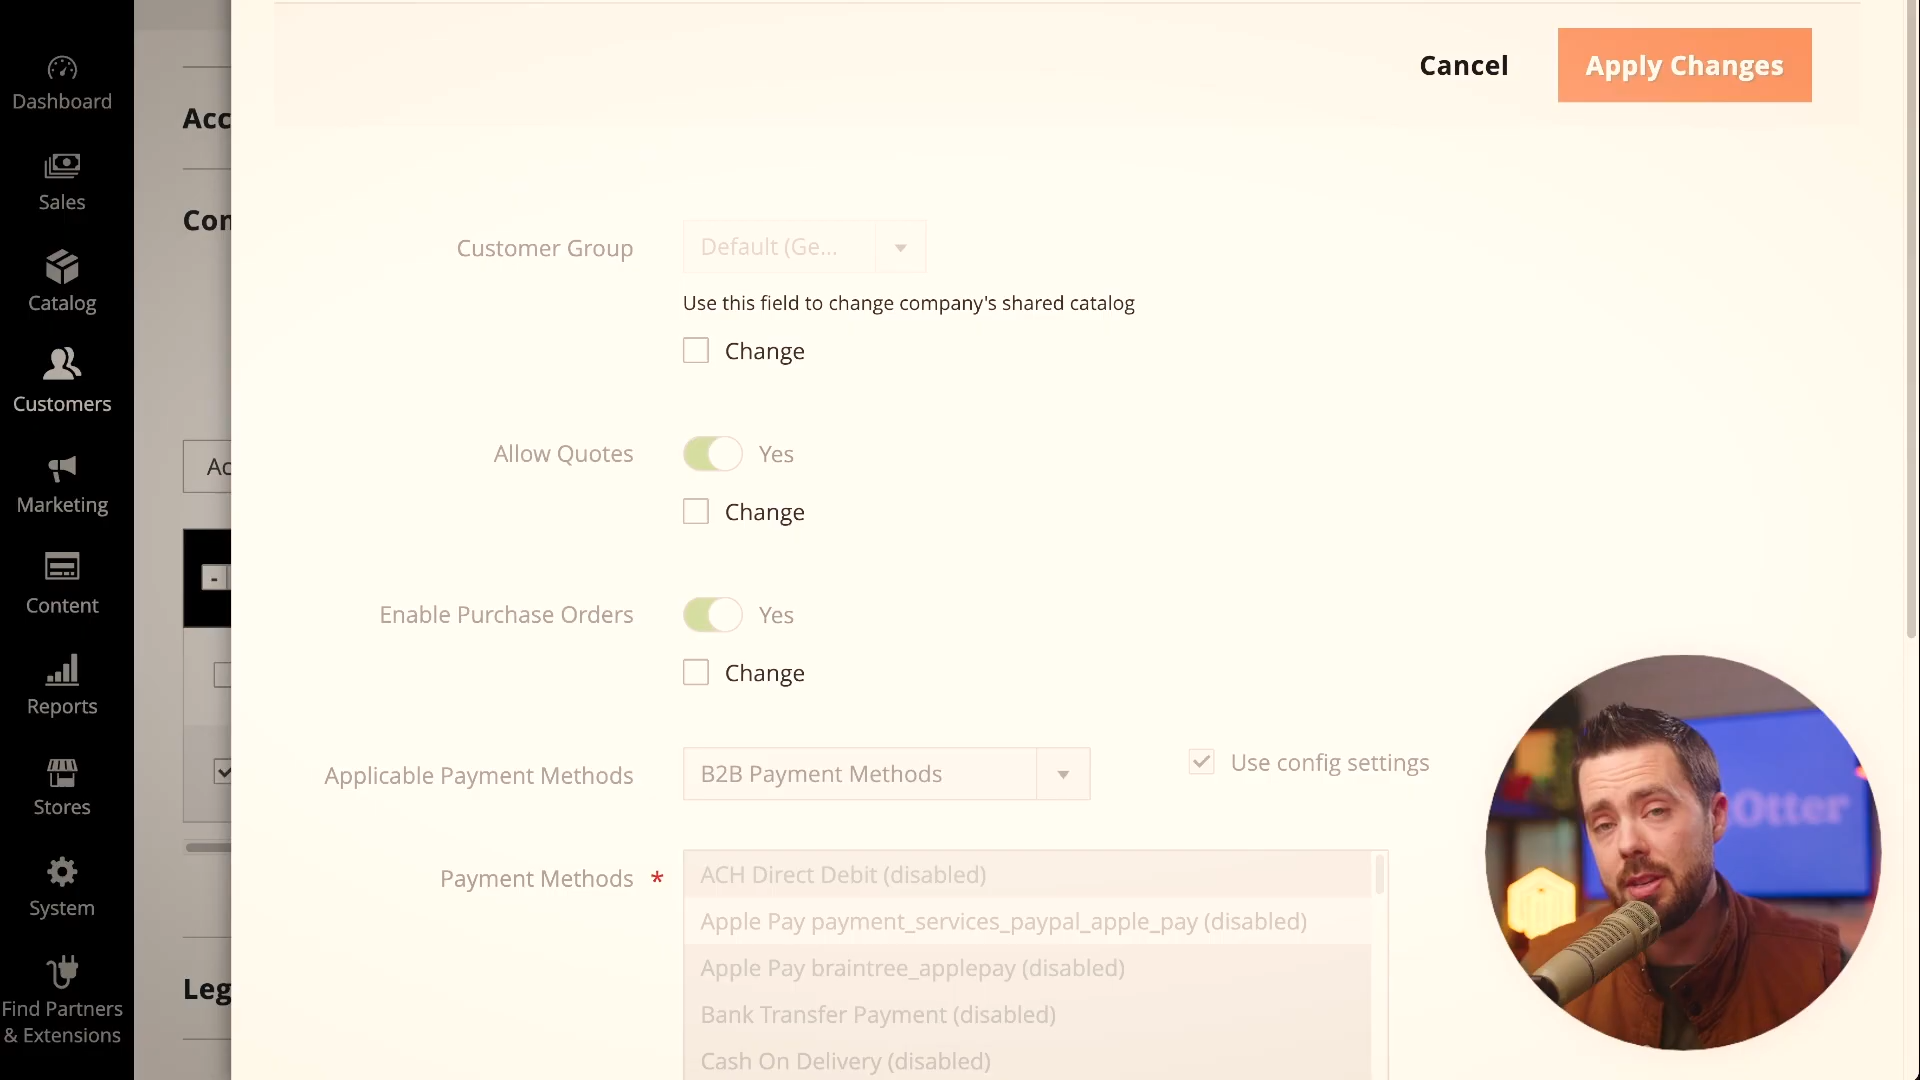 Dashboard
Sales
Catalog
Customers
Marketing
Content
Reports
Stores
System
Find Partners
& Extensions
Acc
Con
Ac
-
Leg
Cancel
Apply Changes
Customer Group
Default (Ge...
Use this field to change company's shared catalog
Change
Allow Quotes
Yes
Change
Enable Purchase Orders
Yes
Change
Applicable Payment Methods
B2B Payment Methods
Use config settings
Payment Methods *
ACH Direct Debit (disabled)
Apple Pay payment_services_paypal_apple_pay (disabled)
Apple Pay braintree_applepay (disabled)
Bank Transfer Payment (disabled)
Cash On Delivery (disabled)
Otter